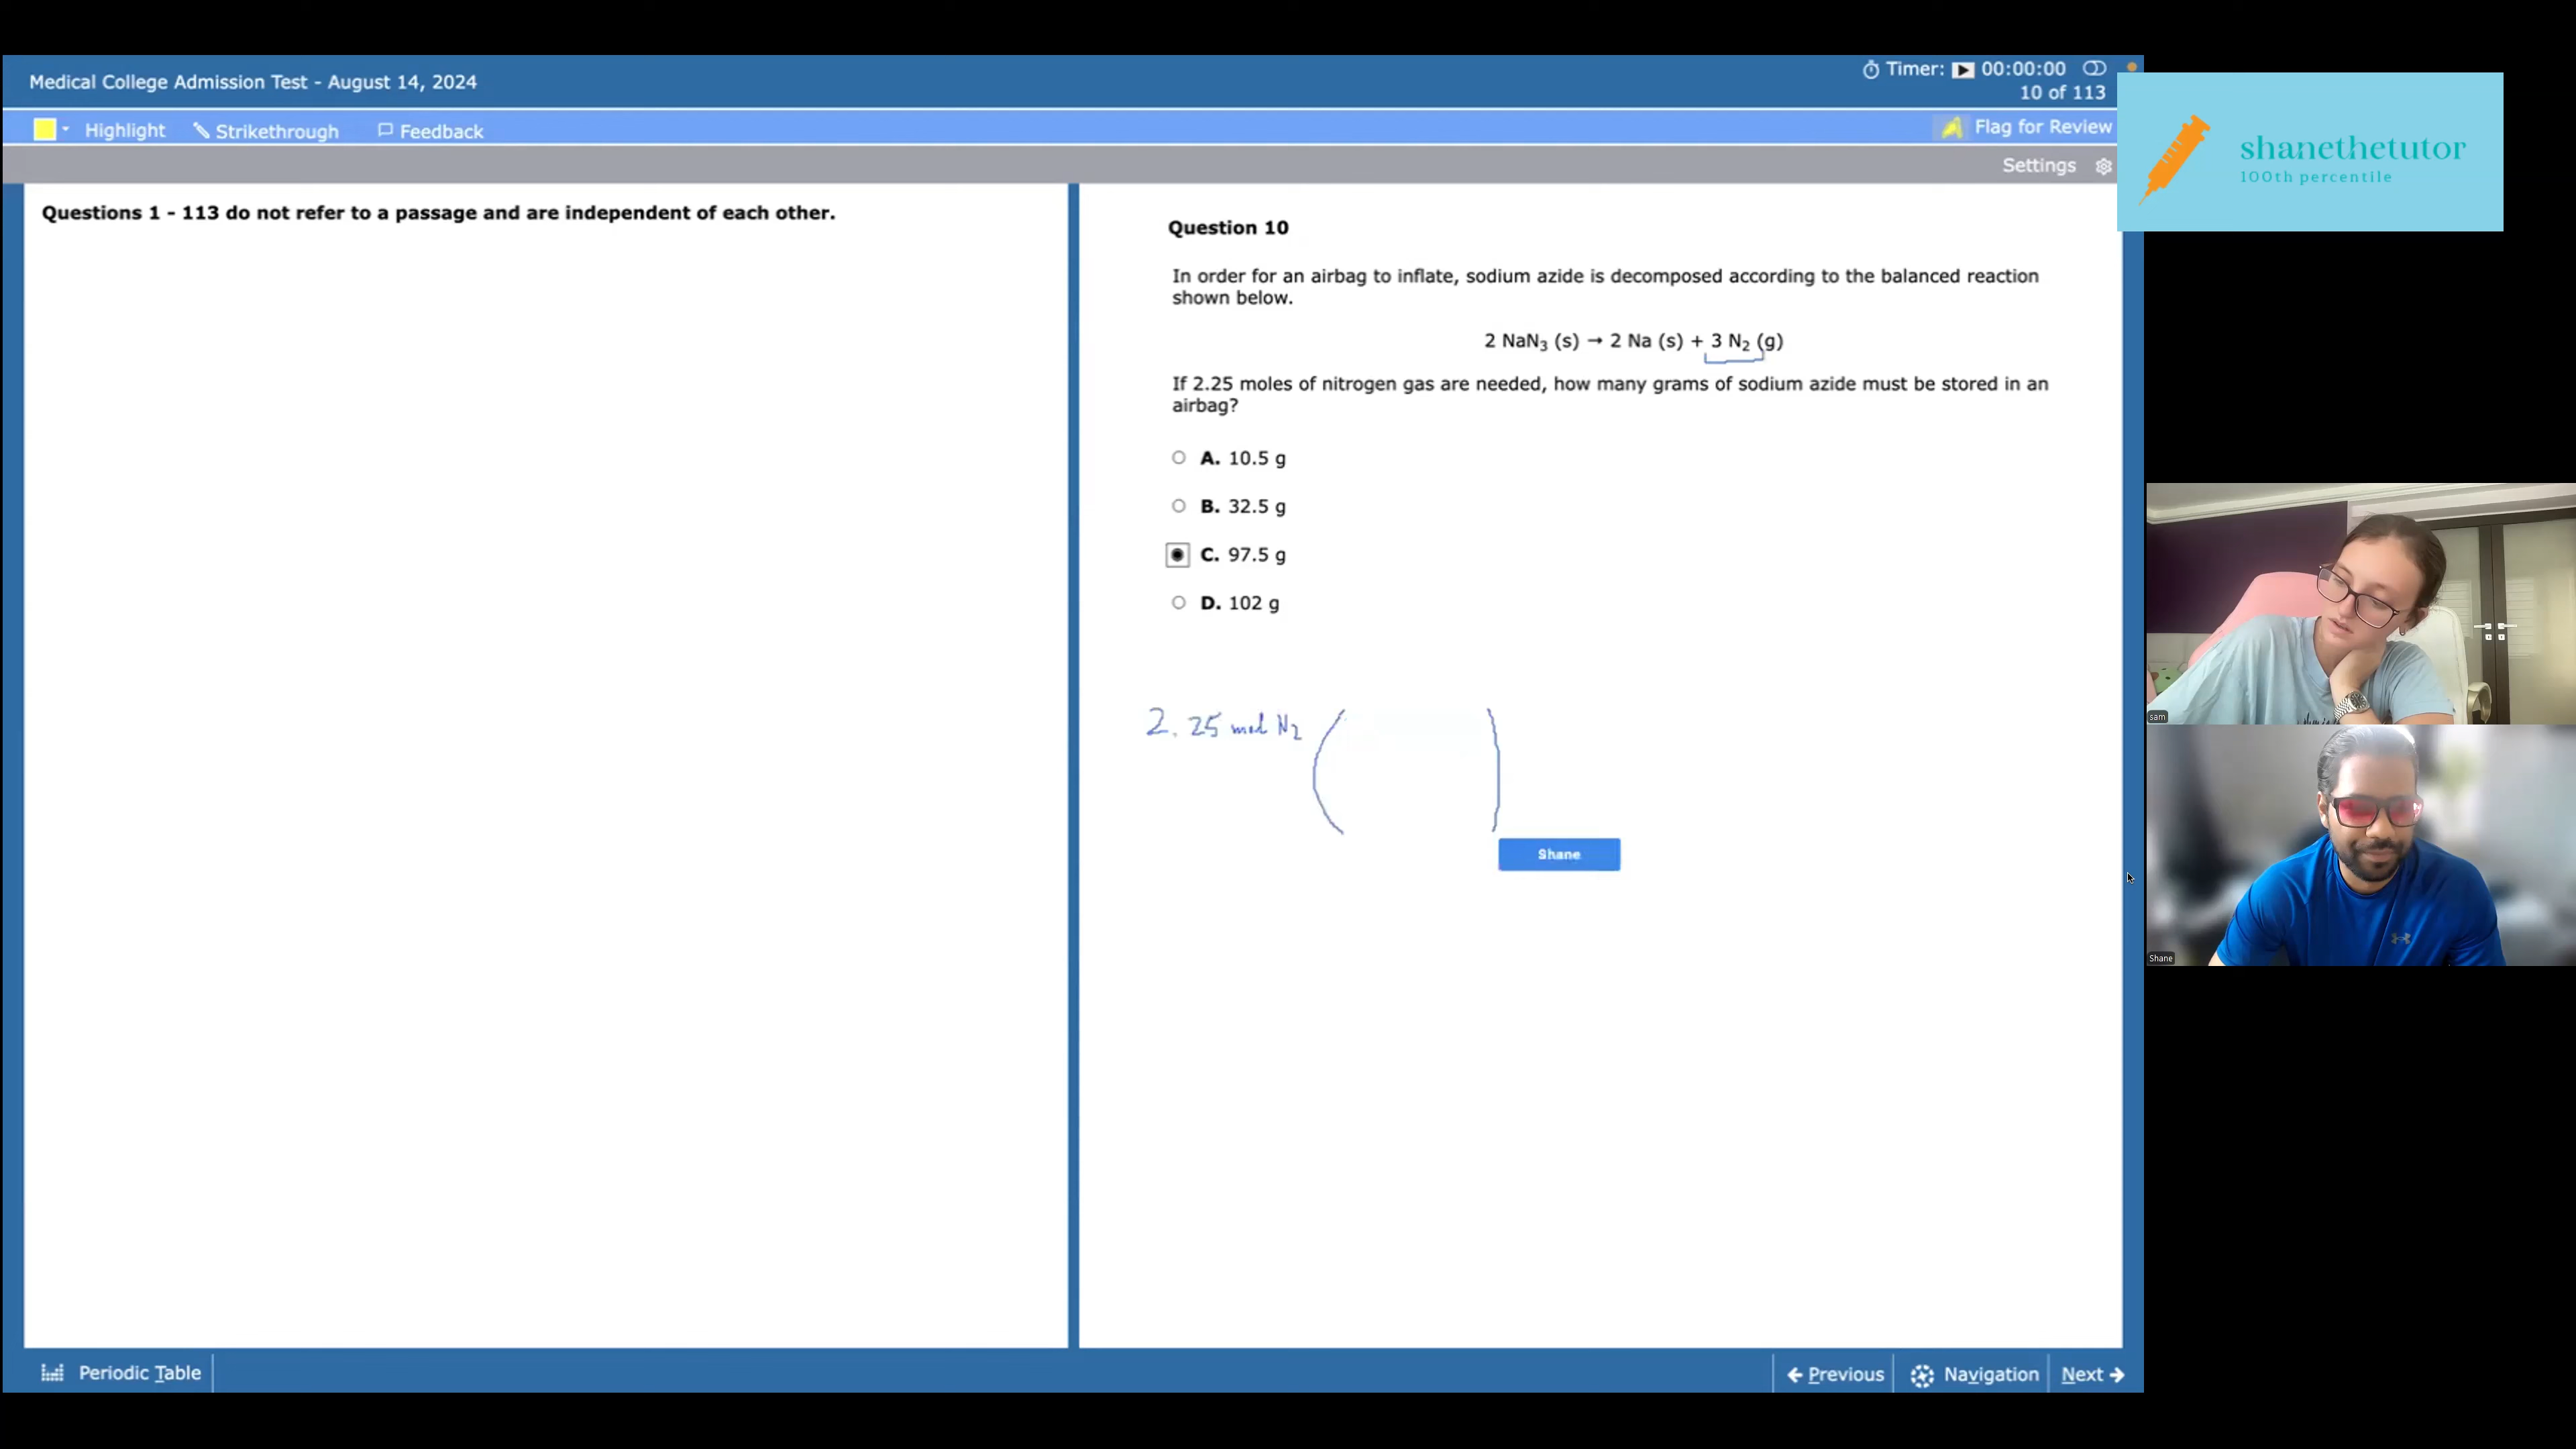 Medical College Admission Test - August 14, 2024
Timer: 00:00:00
10 of 113
Highlight Strikethrough Feedback
Flag for Review
Settings
shanethetutor
100th percentile
Questions 1 - 113 do not refer to a passage and are independent of each other.
Question 10
In order for an airbag to inflate, sodium azide is decomposed according to the balanced reaction
shown below.
2 NaN₃ (s) → 2 Na (s) + 3 N₂ (g)
If 2.25 moles of nitrogen gas are needed, how many grams of sodium azide must be stored in an
airbag?
A. 10.5 g
B. 32.5 g
C. 97.5 g
D. 102 g
2.25 mol N₂ ( )
Shane
sam
Shane
Periodic Table
Previous Navigation Next